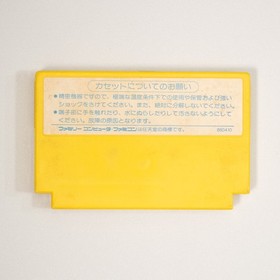 カセットについてのお願い
●精密機器ですので、極端な温度条件下での使用や保管および強い
ショックをさけてください。また、絶対に分解しないでください。
●端子部に手を触れたり、水にぬらしたりして汚さないようにして
ください。故障の原因となります。
ファミリー コンピュータ ファミコンは任天堂の商標です。